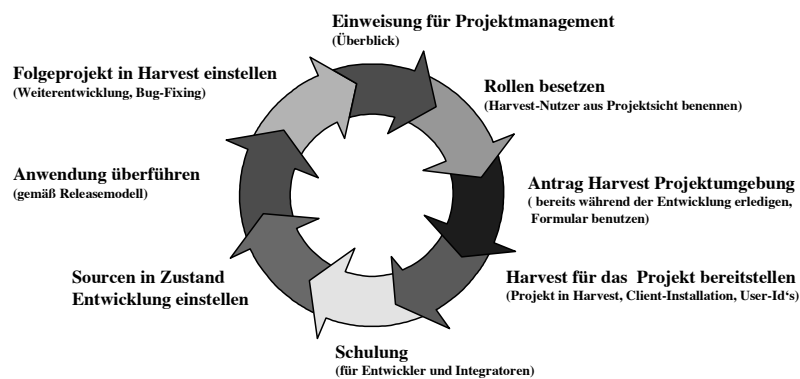 Einweisung für Projektmanagement
(Überblick)
Rollen besetzen
(Harvest-Nutzer aus Projektsicht benennen)
Antrag Harvest Projektumgebung
( bereits während der Entwicklung erledigen,
Formular benutzen)
Harvest für das Projekt bereitstellen
(Projekt in Harvest, Client-Installation, User-Id‘s)
Schulung
(für Entwickler und Integratoren)
Sourcen in Zustand
Entwicklung einstellen
Anwendung überführen
(gemäß Releasemodell)
Folgeprojekt in Harvest einstellen
(Weiterentwicklung, Bug-Fixing)